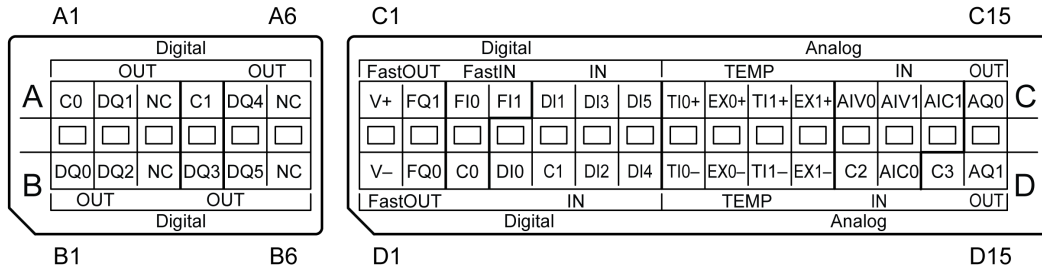 A1 A6 C1 C15
Digital Digital Analog
OUT OUT FastOUT FastIN IN TEMP IN OUT
A C0 DQ1 NC C1 DQ4 NC V+ FQ1 FI0 FI1 DI1 DI3 DI5 TI0+ EX0+ TI1+ EX1+ AIV0 AIV1 AIC1 AQ0 C
B DQ0 DQ2 NC DQ3 DQ5 NC V– FQ0 C0 DI0 C1 DI2 DI4 TI0– EX0– TI1– EX1– C2 AIC0 C3 AQ1 D
OUT OUT FastOUT IN TEMP IN OUT
Digital Digital Analog
B1 B6 D1 D15